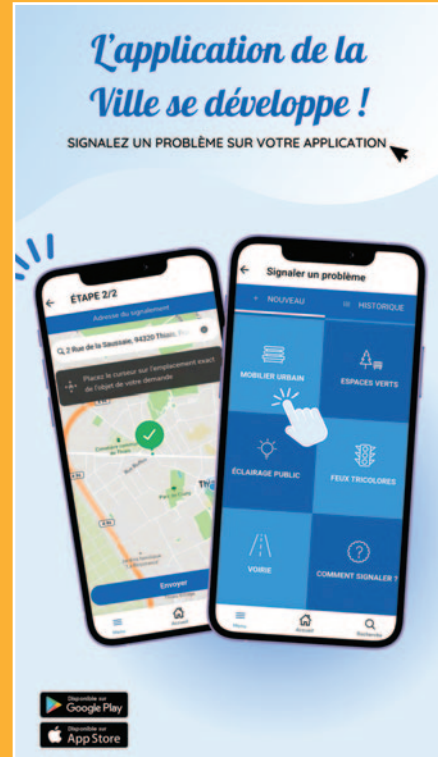 L'application de la
Ville se développe !
SIGNALEZ UN PROBLÈME SUR VOTRE APPLICATION
ÉTAPE 2/2
Adresse du signalement
2 Rue de la Saussaie, 94320 Thiais,
Placez le curseur sur l'emplacement exact
de l'objet de votre demande
Envoyer
Menu
Accueil
Signaler un problème
+ NOUVEAU
HISTORIQUE
MOBILIER URBAIN
ESPACES VERTS
ÉCLAIRAGE PUBLIC
FEUX TRICOLORES
VOIRIE
COMMENT SIGNALER ?
Menu
Accueil
Recherche
Disponible sur
Google Play
Disponible sur
App Store